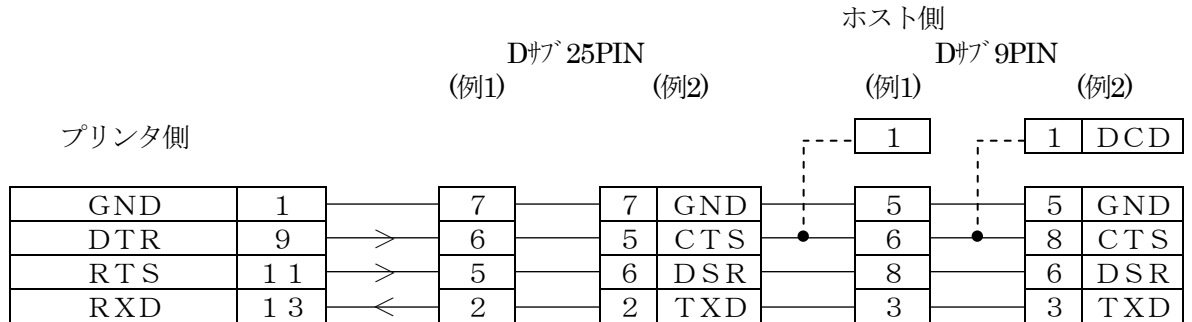 ホスト側
Dｻﾌﾞ25PIN Dｻﾌﾞ9PIN
(例1) (例2) (例1) (例2)
プリンタ側 1 1 DCD
GND 1 7 7 GND 5 5 GND
DTR 9 6 5 CTS 6 8 CTS
RTS 11 5 6 DSR 8 6 DSR
RXD 13 2 2 TXD 3 3 TXD